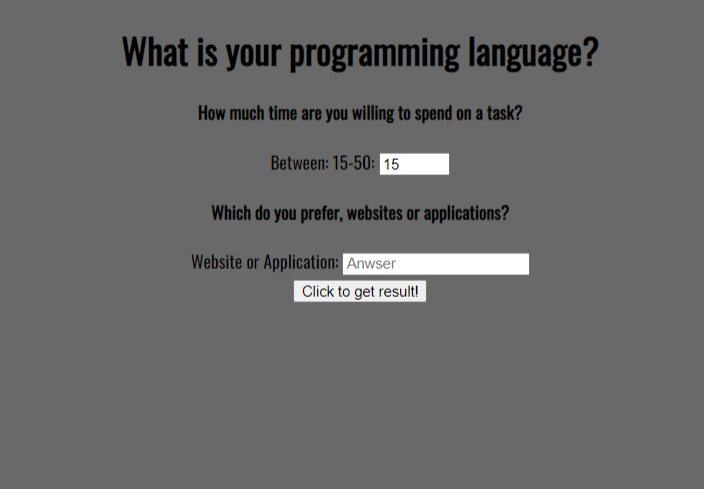 What is your programming language?
How much time are you willing to spend on a task?
Between: 15-50: 15
Which do you prefer, websites or applications?
Website or Application: Anwser
Click to get result!